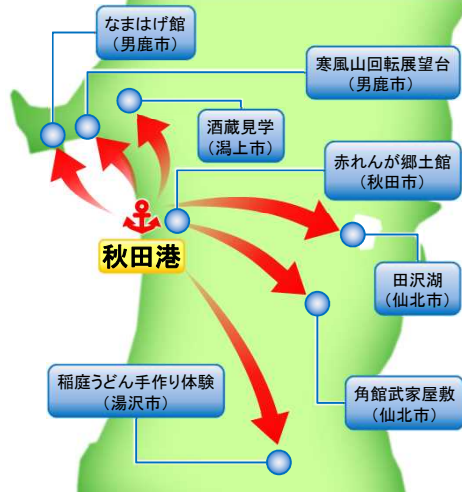 なまはげ館
(男鹿市)
寒風山回転展望台
(男鹿市)
酒蔵見学
(潟上市)
赤れんが郷土館
(秋田市)
秋田港
田沢湖
(仙北市)
稲庭うどん手作り体験
(湯沢市)
角館武家屋敷
(仙北市)